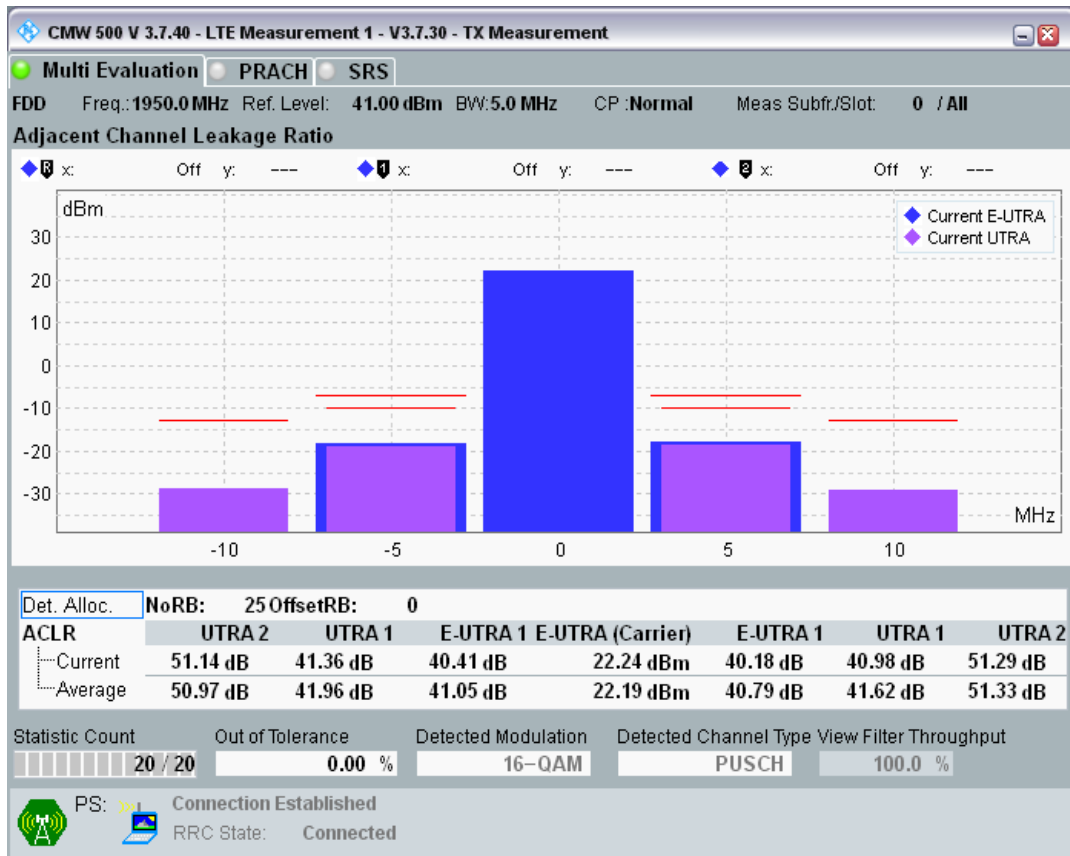 CMW 500 V 3.7.40 - LTE Measurement 1 - V3.7.30 - TX Measurement
Multi Evaluation PRACH SRS
FDD Freq.: 1950.0 MHz Ref. Level: 41.00 dBm BW: 5.0 MHz CP :Normal Meas Subfr./Slot: 0 / All
Adjacent Channel Leakage Ratio
R x: Off y: --- 1 x: Off y: --- 2 x: Off y: ---
dBm
Current E-UTRA
Current UTRA
30
20
10
0
-10
-20
-30
MHz
-10 -5 0 5 10
Det. Alloc. NoRB: 25 OffsetRB: 0
ACLR UTRA 2 UTRA 1 E-UTRA 1 E-UTRA (Carrier) E-UTRA 1 UTRA 1 UTRA 2
Current 51.14 dB 41.36 dB 40.41 dB 22.24 dBm 40.18 dB 40.98 dB 51.29 dB
Average 50.97 dB 41.96 dB 41.05 dB 22.19 dBm 40.79 dB 41.62 dB 51.33 dB
Statistic Count Out of Tolerance Detected Modulation Detected Channel Type View Filter Throughput
20 / 20 0.00 % 16-QAM PUSCH 100.0 %
PS: Connection Established
RRC State: Connected